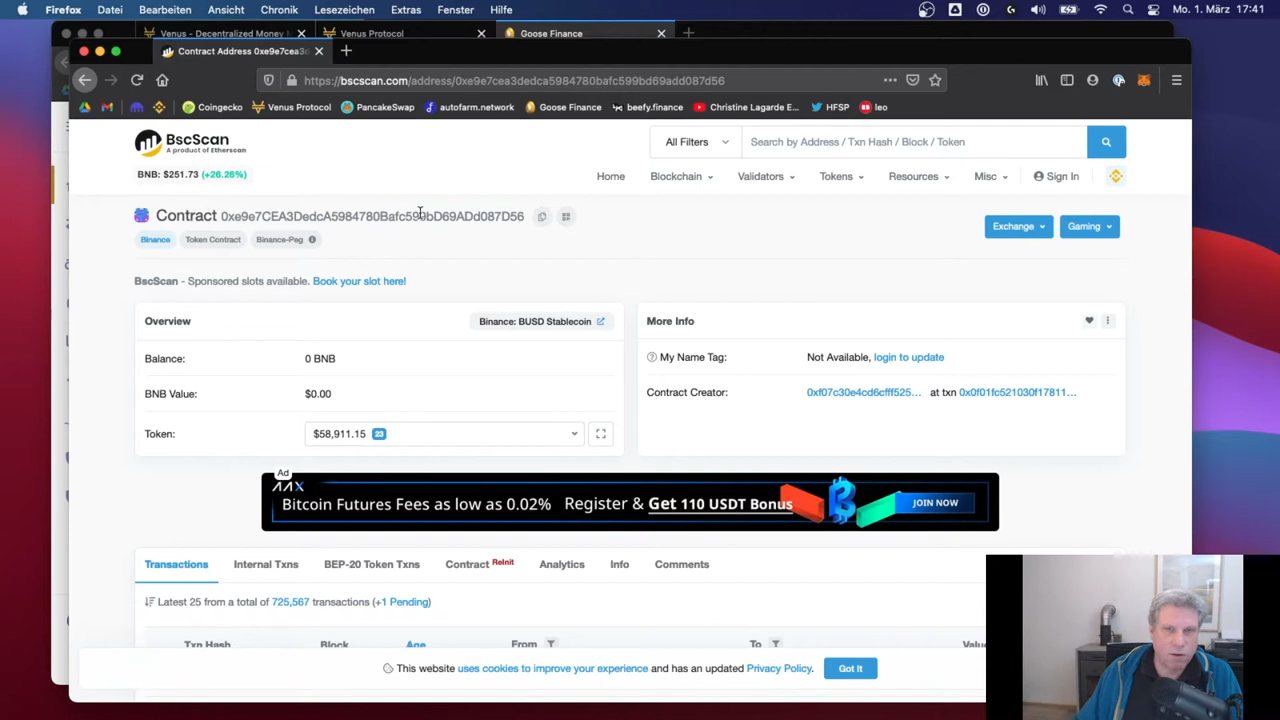 Firefox Datei Bearbeiten Ansicht Chronik Lesezeichen Extras Fenster Hilfe Mo. 1. März 17:41
Venus - Decentralized Money M Venus Protocol Goose Finance
Contract Address 0xe9e7cea3d
https://bscscan.com/address/0xe9e7cea3dedca5984780bafc599bd69add087d56
Coingecko Venus Protocol PancakeSwap autofarm.network Goose Finance beefy.finance Christine Lagarde E... HFSP leo
BscScan
A product of Etherscan
All Filters Search by Address / Txn Hash / Block / Token
BNB: $251.73 (+26.26%)
Home Blockchain Validators Tokens Resources Misc Sign In
Contract 0xe9e7CEA3DedcA5984780Bafc599bD69ADd087D56
Exchange Gaming
Binance Token Contract Binance-Peg
BscScan - Sponsored slots available. Book your slot here!
Overview Binance: BUSD Stablecoin
Balance: 0 BNB
BNB Value: $0.00
Token: $58,911.15 23
More Info
My Name Tag: Not Available, login to update
Contract Creator: 0xf07c30e4cd6cfff525... at txn 0x0f01fc521030f17811...
Ad
AAX
Bitcoin Futures Fees as low as 0.02% Register & Get 110 USDT Bonus JOIN NOW
Transactions Internal Txns BEP-20 Token Txns Contract ReInit Analytics Info Comments
Latest 25 from a total of 725,567 transactions (+1 Pending)
Txn Hash Block Age From To Value
This website uses cookies to improve your experience and has an updated Privacy Policy. Got It